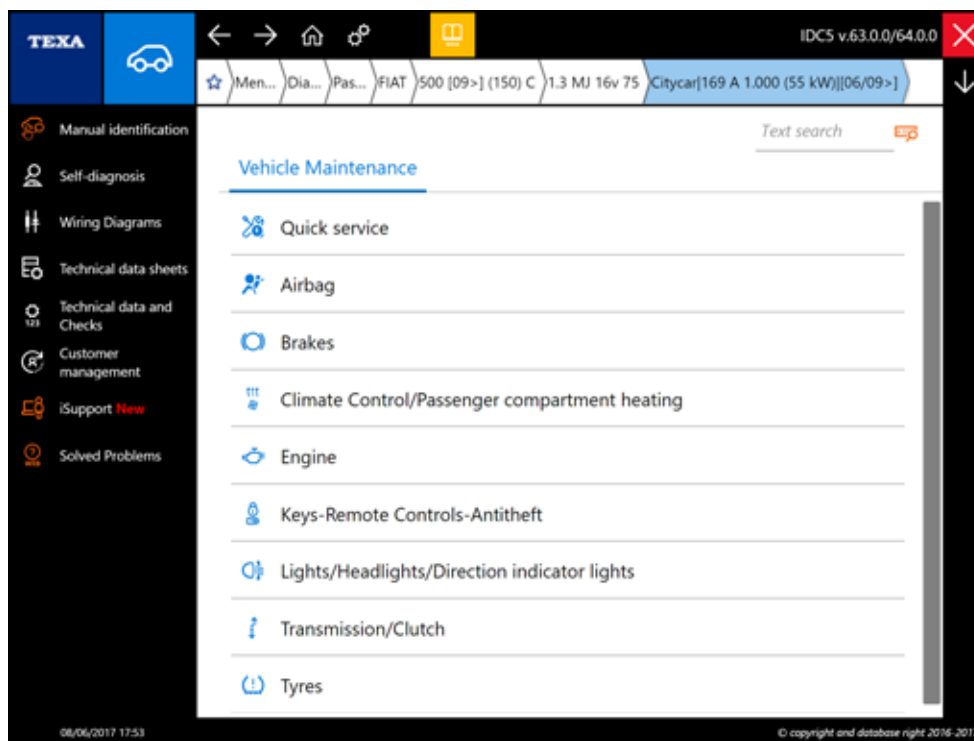 TEXA
IDC5 v.63.0.0/64.0.0
Men... Dia... Pas... FIAT 500 [09>] (150) C 1.3 MJ 16v 75 Citycar|169 A 1.000 (55 kW)|[06/09>]
Manual identification
Self-diagnosis
Wiring Diagrams
Technical data sheets
123
Technical data and
Checks
Customer
management
iSupport New
Solved Problems
Text search
Vehicle Maintenance
Quick service
Airbag
Brakes
Climate Control/Passenger compartment heating
Engine
Keys-Remote Controls-Antitheft
Lights/Headlights/Direction indicator lights
Transmission/Clutch
Tyres
08/06/2017 17:53
© copyright and database right 2016-201